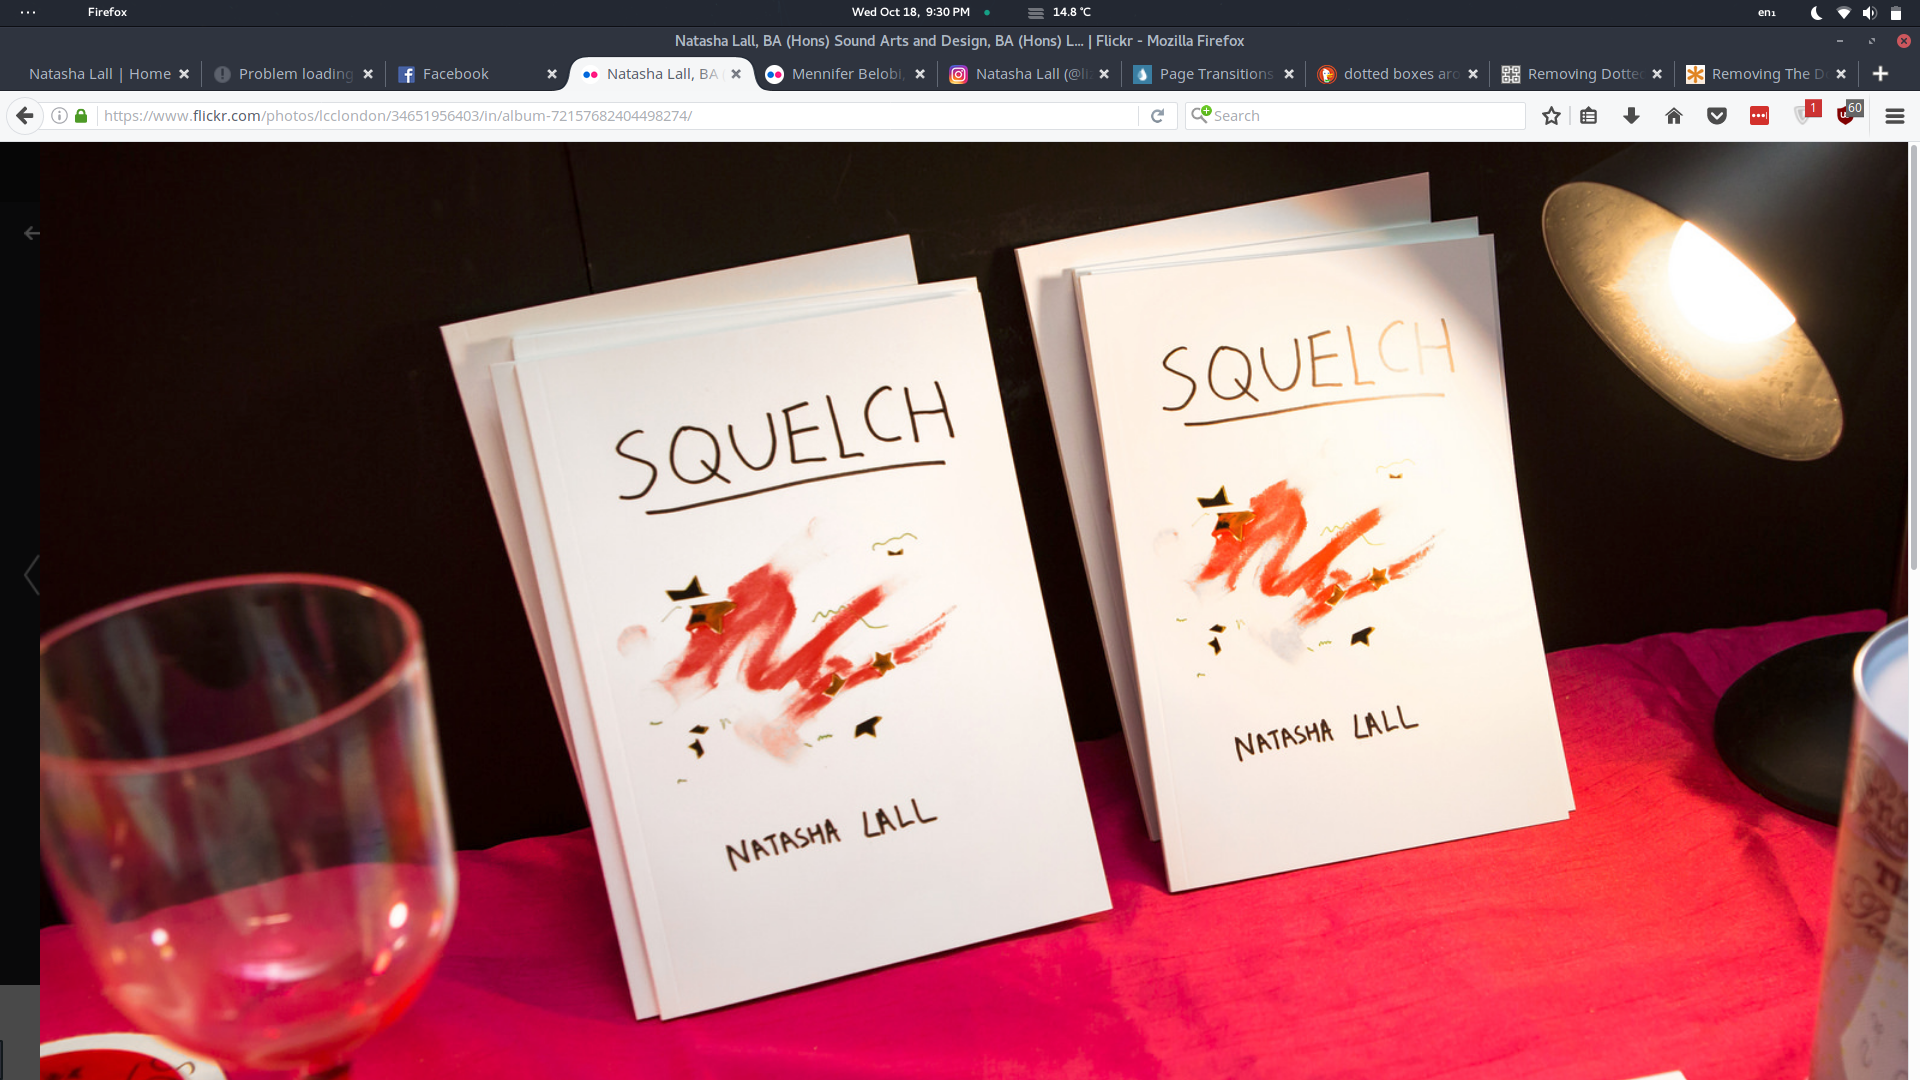 Firefox
Wed Oct 18, 9:30 PM
14.8 °C
en₁
Natasha Lall, BA (Hons) Sound Arts and Design, BA (Hons) L... | Flickr - Mozilla Firefox
Natasha Lall | Home
Problem loading
Facebook
Natasha Lall, BA
Mennifer Belobi,
Natasha Lall (@li
Page Transitions
dotted boxes aro
Removing Dotte
Removing The D
https://www.flickr.com/photos/lcclondon/34651956403/in/album-72157682404498274/
Search
1
60
SQUELCH
NATASHA LALL
SQUELCH
NATASHA LALL